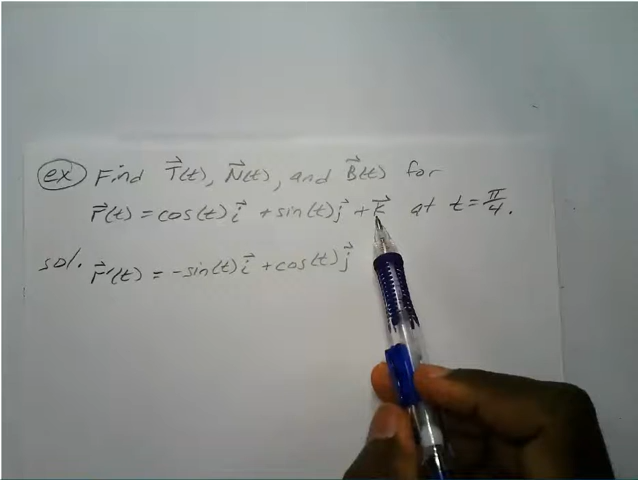 ex Find T⃗(t), N⃗(t), and B⃗(t) for
r⃗(t) = cos(t) i⃗ + sin(t) j⃗ + k⃗ at t = π/4.
sol. r⃗'(t) = -sin(t) i⃗ + cos(t) j⃗